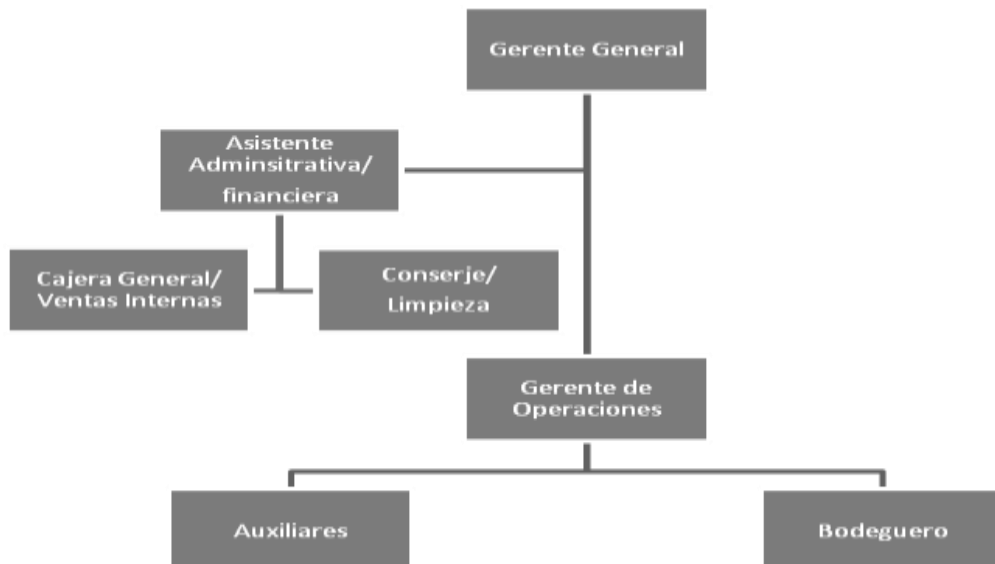 Gerente General
Asistente
Adminsitrativa/
financiera
Cajera General/
Ventas Internas
Conserje/
Limpieza
Gerente de
Operaciones
Auxiliares
Bodeguero